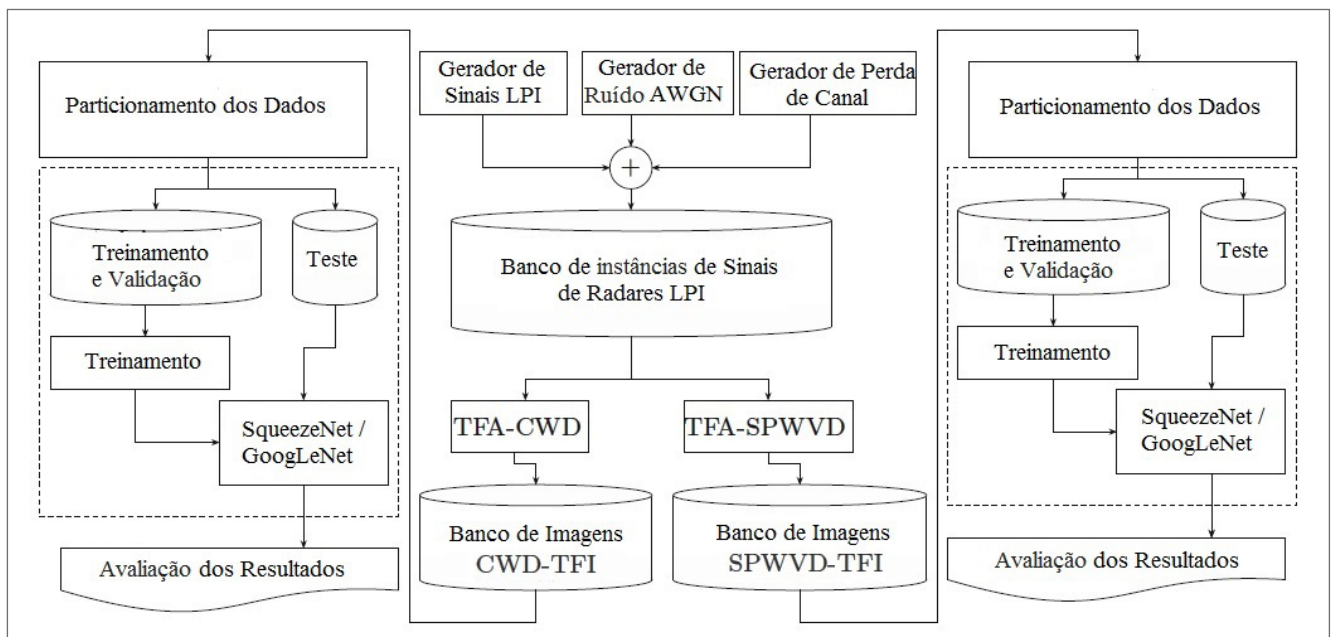 Gerador de
Sinais LPI
Gerador de
Ruído AWGN
Gerador de Perda
de Canal
+
Banco de instâncias de Sinais
de Radares LPI
TFA-CWD
TFA-SPWVD
Banco de Imagens
CWD-TFI
Banco de Imagens
SPWVD-TFI
Particionamento dos Dados
Treinamento
e Validação
Teste
Treinamento
SqueezeNet /
GoogLeNet
Avaliação dos Resultados
Particionamento dos Dados
Treinamento
e Validação
Teste
Treinamento
SqueezeNet /
GoogLeNet
Avaliação dos Resultados